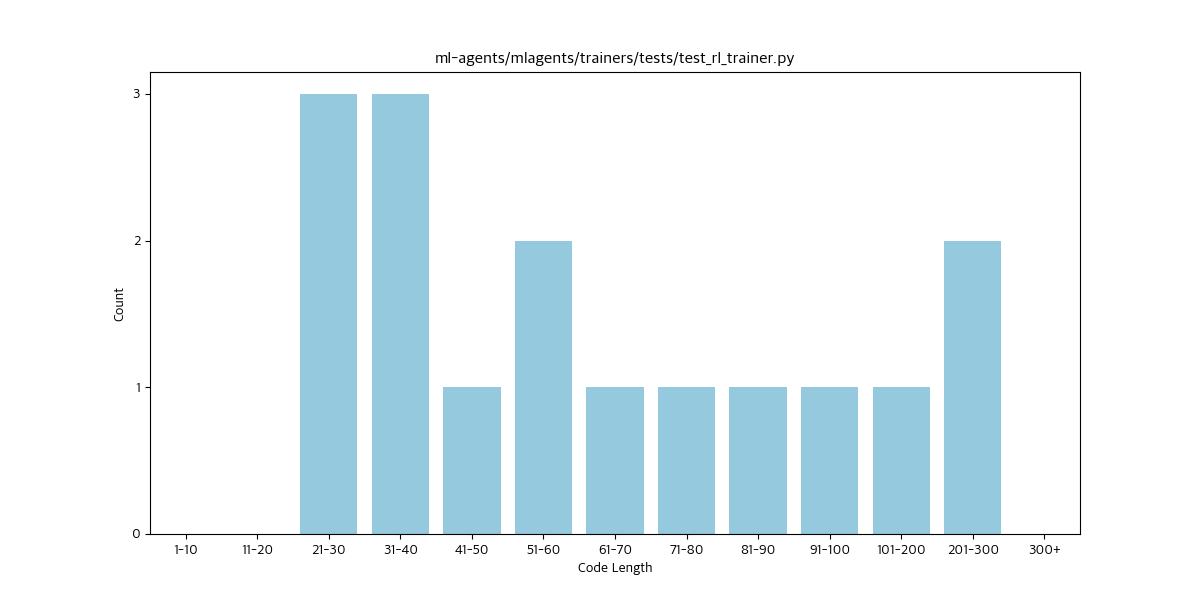 ml-agents/mlagents/trainers/tests/test_rl_trainer.py
Count
3
2
1
0
1-10 11-20 21-30 31-40 41-50 51-60 61-70 71-80 81-90 91-100 101-200 201-300 300+
Code Length